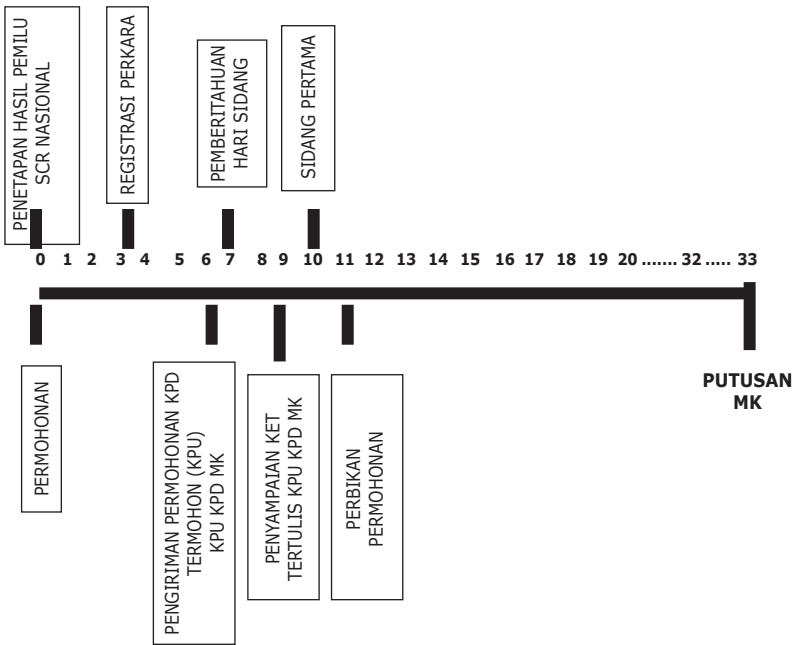 PENETAPAN HASIL PEMILU
SCR NASIONAL
REGISTRASI PERKARA
PEMBERITAHUAN
HARI SIDANG
SIDANG PERTAMA
0 1 2 3 4 5 6 7 8 9 10 11 12 13 14 15 16 17 18 19 20 ....... 32 ..... 33
PERMOHONAN
PENGIRIMAN PERMOHONAN KPD
TERMOHON (KPU)
KPU KPD MK
PENYAMPAIAN KET
TERTULIS KPU KPD MK
PERBIKAN
PERMOHONAN
PUTUSAN
MK